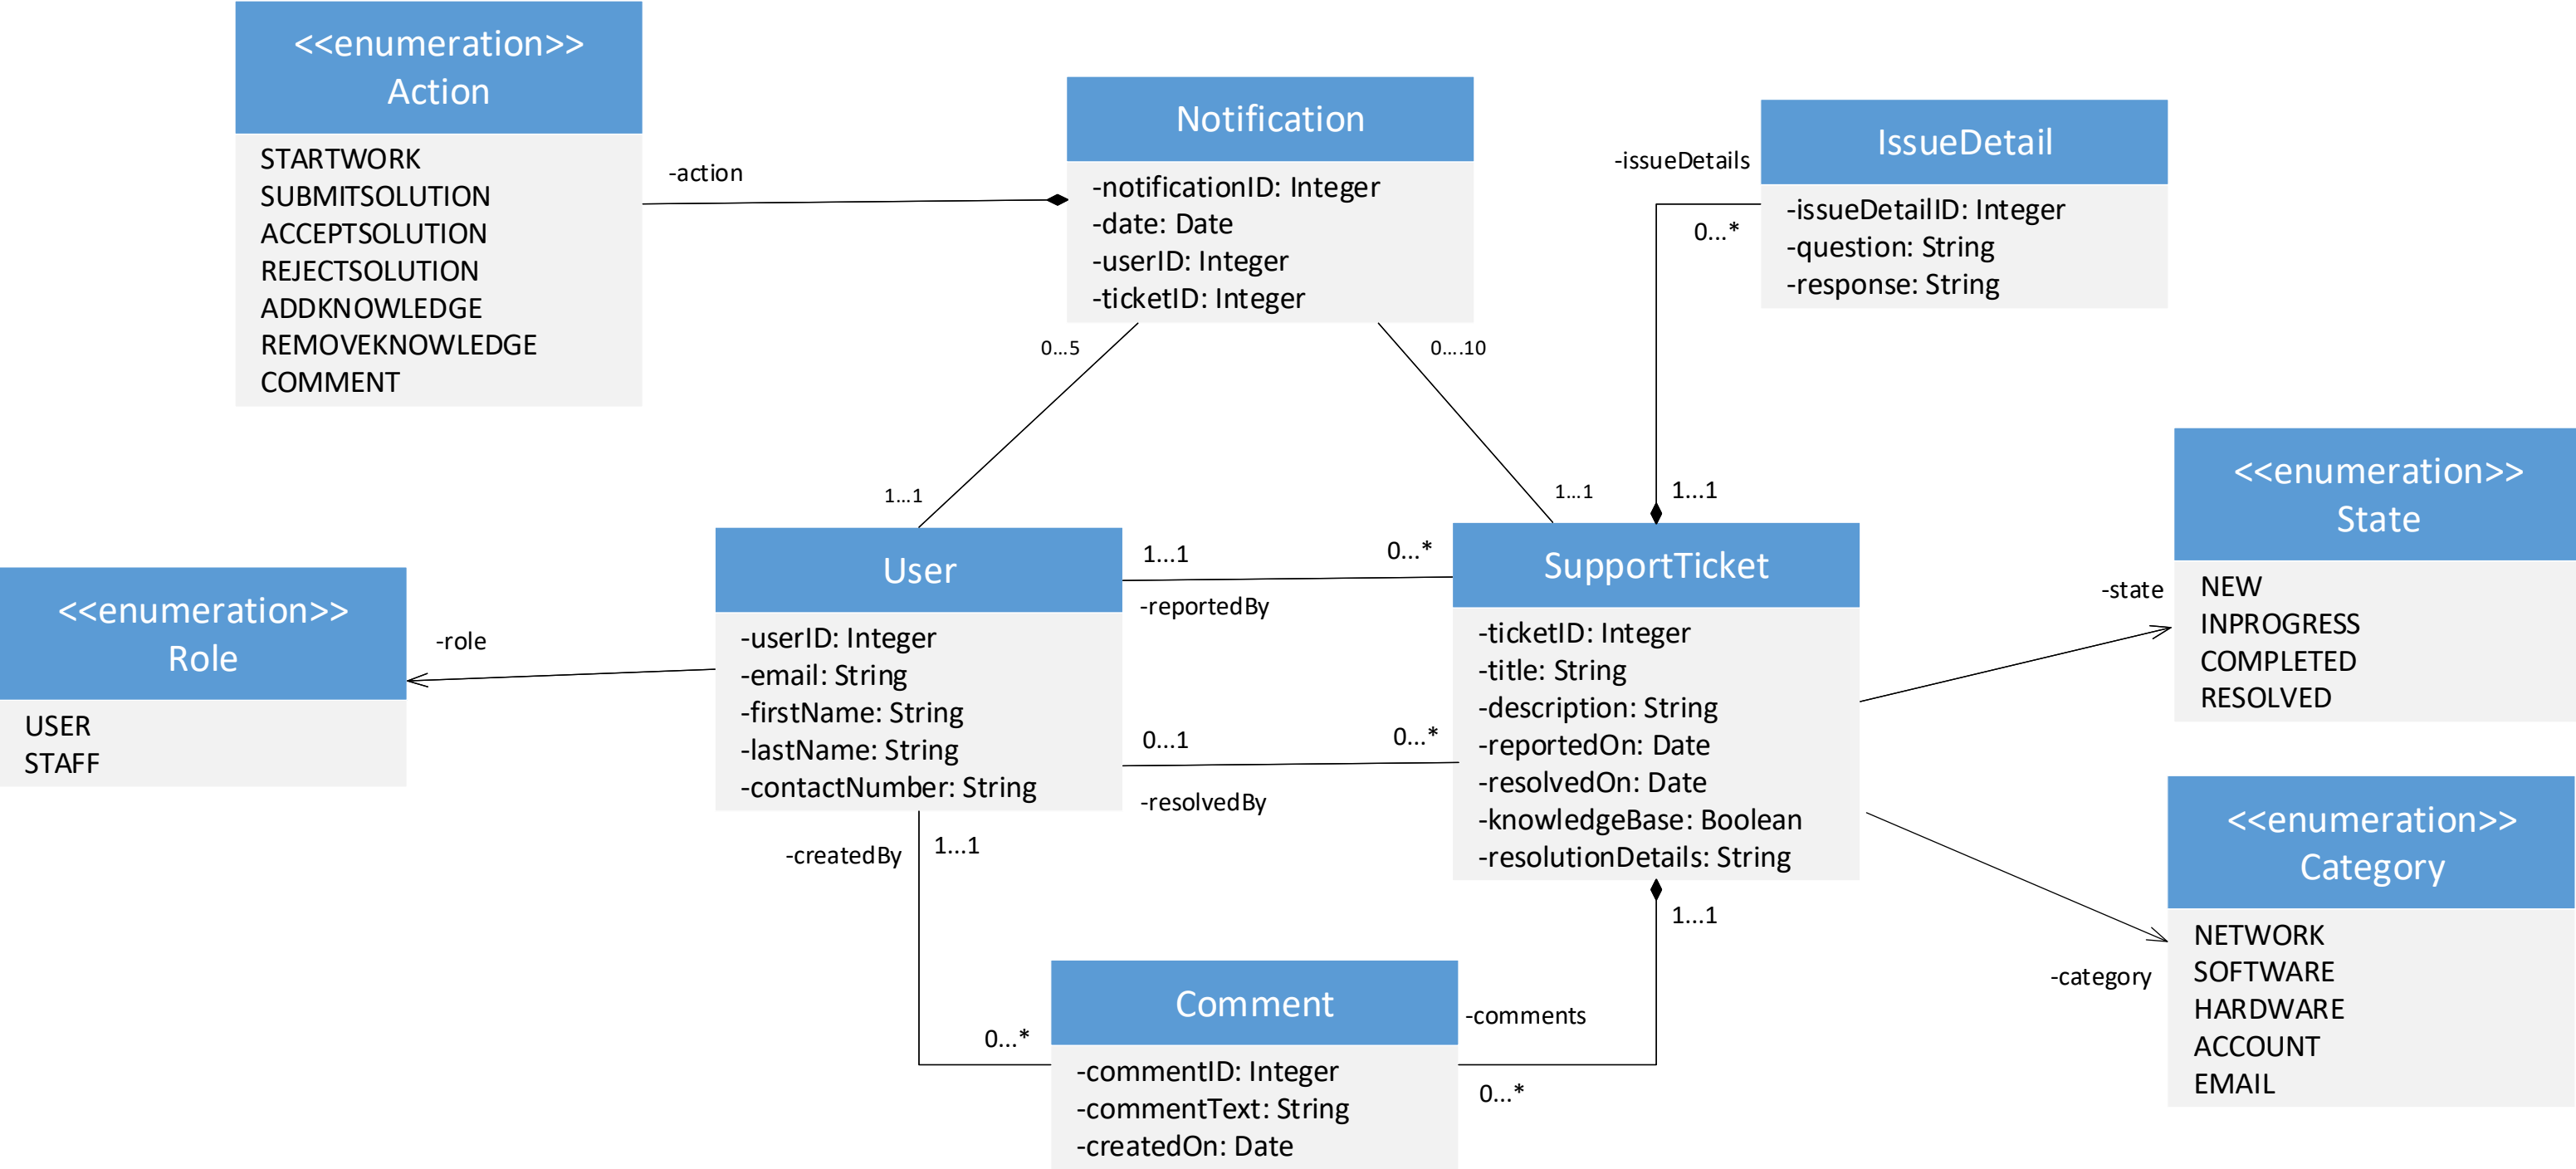 <<enumeration>>
Action
STARTWORK
SUBMITSOLUTION
ACCEPTSOLUTION
REJECTSOLUTION
ADDKNOWLEDGE
REMOVEKNOWLEDGE
COMMENT
-action
Notification
-notificationID: Integer
-date: Date
-userID: Integer
-ticketID: Integer
0...5
0....10
1...1
1...1
-issueDetails
0...*
1...1
IssueDetail
-issueDetailID: Integer
-question: String
-response: String
<<enumeration>>
Role
USER
STAFF
-role
User
-userID: Integer
-email: String
-firstName: String
-lastName: String
-contactNumber: String
1...1
0...*
-reportedBy
0...1
0...*
-resolvedBy
SupportTicket
-ticketID: Integer
-title: String
-description: String
-reportedOn: Date
-resolvedOn: Date
-knowledgeBase: Boolean
-resolutionDetails: String
-state
<<enumeration>>
State
NEW
INPROGRESS
COMPLETED
RESOLVED
-category
<<enumeration>>
Category
NETWORK
SOFTWARE
HARDWARE
ACCOUNT
EMAIL
-createdBy
1...1
0...*
Comment
-commentID: Integer
-commentText: String
-createdOn: Date
-comments
0...*
1...1